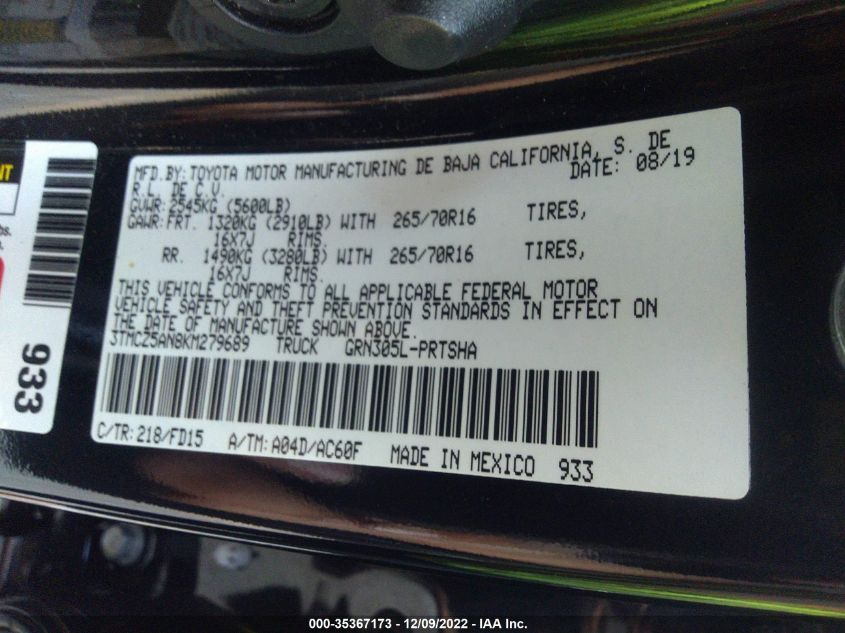 MFD.BY: TOYOTA MOTOR MANUFACTURING DE BAJA CALIFORNIA, S. DE
R.L. DE C.V. DATE: 08/19
GVWR: 2545KG (5600LB)
GAWR: FRT. 1320KG (2910LB) WITH 265/70R16 TIRES,
16X7J RIMS.
RR. 1490KG (3280LB) WITH 265/70R16 TIRES,
16X7J RIMS.
THIS VEHICLE CONFORMS TO ALL APPLICABLE FEDERAL MOTOR
VEHICLE SAFETY AND THEFT PREVENTION STANDARDS IN EFFECT ON
THE DATE OF MANUFACTURE SHOWN ABOVE.
3TMCZ5AN8KM279689 TRUCK GRN305L-PRTSHA
C/TR: 218/FD15 A/TM: A04D/AC60F MADE IN MEXICO 933
933
000-35367173 - 12/09/2022 - IAA Inc.